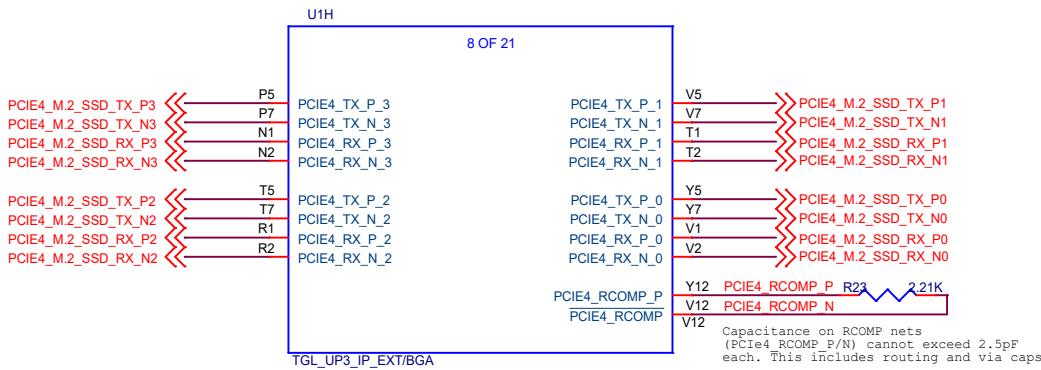 U1H
8 OF 21
PCIE4_M.2_SSD_TX_P3 P5 PCIE4_TX_P_3
PCIE4_M.2_SSD_TX_N3 P7 PCIE4_TX_N_3
PCIE4_M.2_SSD_RX_P3 N1 PCIE4_RX_P_3
PCIE4_M.2_SSD_RX_N3 N2 PCIE4_RX_N_3
PCIE4_M.2_SSD_TX_P2 T5 PCIE4_TX_P_2
PCIE4_M.2_SSD_TX_N2 T7 PCIE4_TX_N_2
PCIE4_M.2_SSD_RX_P2 R1 PCIE4_RX_P_2
PCIE4_M.2_SSD_RX_N2 R2 PCIE4_RX_N_2
PCIE4_TX_P_1 V5 PCIE4_M.2_SSD_TX_P1
PCIE4_TX_N_1 V7 PCIE4_M.2_SSD_TX_N1
PCIE4_RX_P_1 T1 PCIE4_M.2_SSD_RX_P1
PCIE4_RX_N_1 T2 PCIE4_M.2_SSD_RX_N1
PCIE4_TX_P_0 Y5 PCIE4_M.2_SSD_TX_P0
PCIE4_TX_N_0 Y7 PCIE4_M.2_SSD_TX_N0
PCIE4_RX_P_0 V1 PCIE4_M.2_SSD_RX_P0
PCIE4_RX_N_0 V2 PCIE4_M.2_SSD_RX_N0
PCIE4_RCOMP_P Y12 PCIE4_RCOMP_P R23 2.21K
PCIE4_RCOMP V12 PCIE4_RCOMP_N
V12
Capacitance on RCOMP nets
(PCIe4_RCOMP_P/N) cannot exceed 2.5pF
each. This includes routing and via caps
TGL_UP3_IP_EXT/BGA